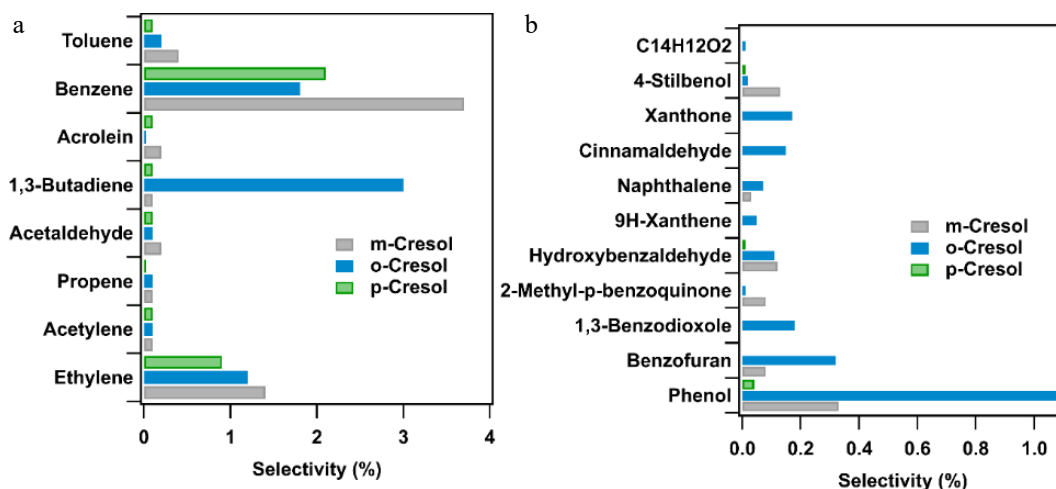 a
Toluene
Benzene
Acrolein
1,3-Butadiene
Acetaldehyde
Propene
Acetylene
Ethylene
m-Cresol
o-Cresol
p-Cresol
0 1 2 3 4
Selectivity (%)
b
C14H12O2
4-Stilbenol
Xanthone
Cinnamaldehyde
Naphthalene
9H-Xanthene
Hydroxybenzaldehyde
2-Methyl-p-benzoquinone
1,3-Benzodioxole
Benzofuran
Phenol
m-Cresol
o-Cresol
p-Cresol
0.0 0.2 0.4 0.6 0.8 1.0
Selectivity (%)